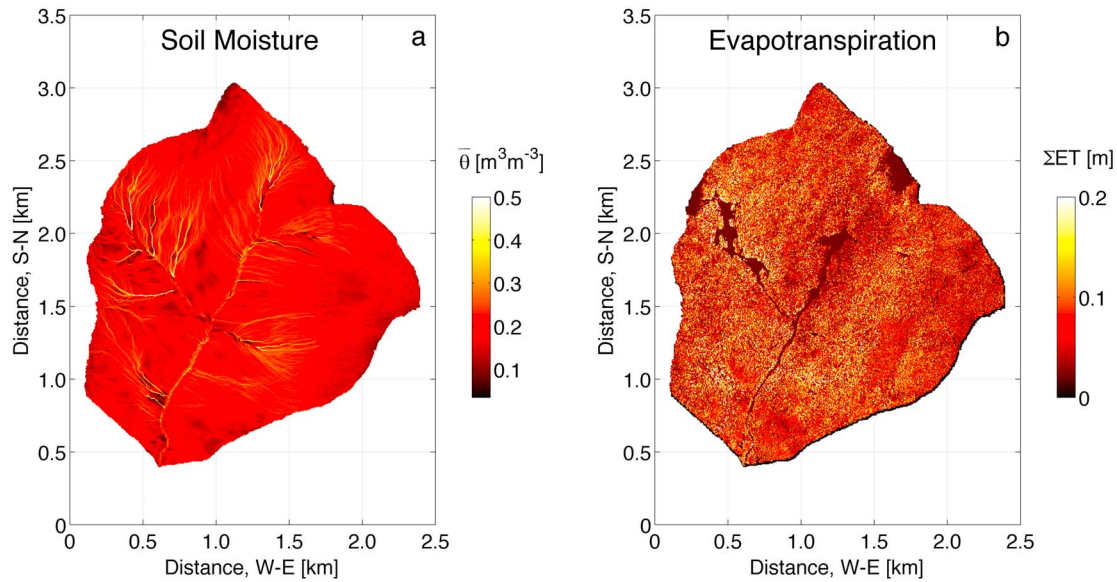 Soil Moisture
a
3.5
3.0
2.5
2.0
1.5
1.0
0.5
0
Distance, S-N [km]
0 0.5 1.0 1.5 2.0 2.5
Distance, W-E [km]
θ̅ [m³m⁻³]
0.5
0.4
0.3
0.2
0.1
Evapotranspiration
b
3.5
3.0
2.5
2.0
1.5
1.0
0.5
0
Distance, S-N [km]
0 0.5 1.0 1.5 2.0 2.5
Distance, W-E [km]
ΣET [m]
0.2
0.1
0